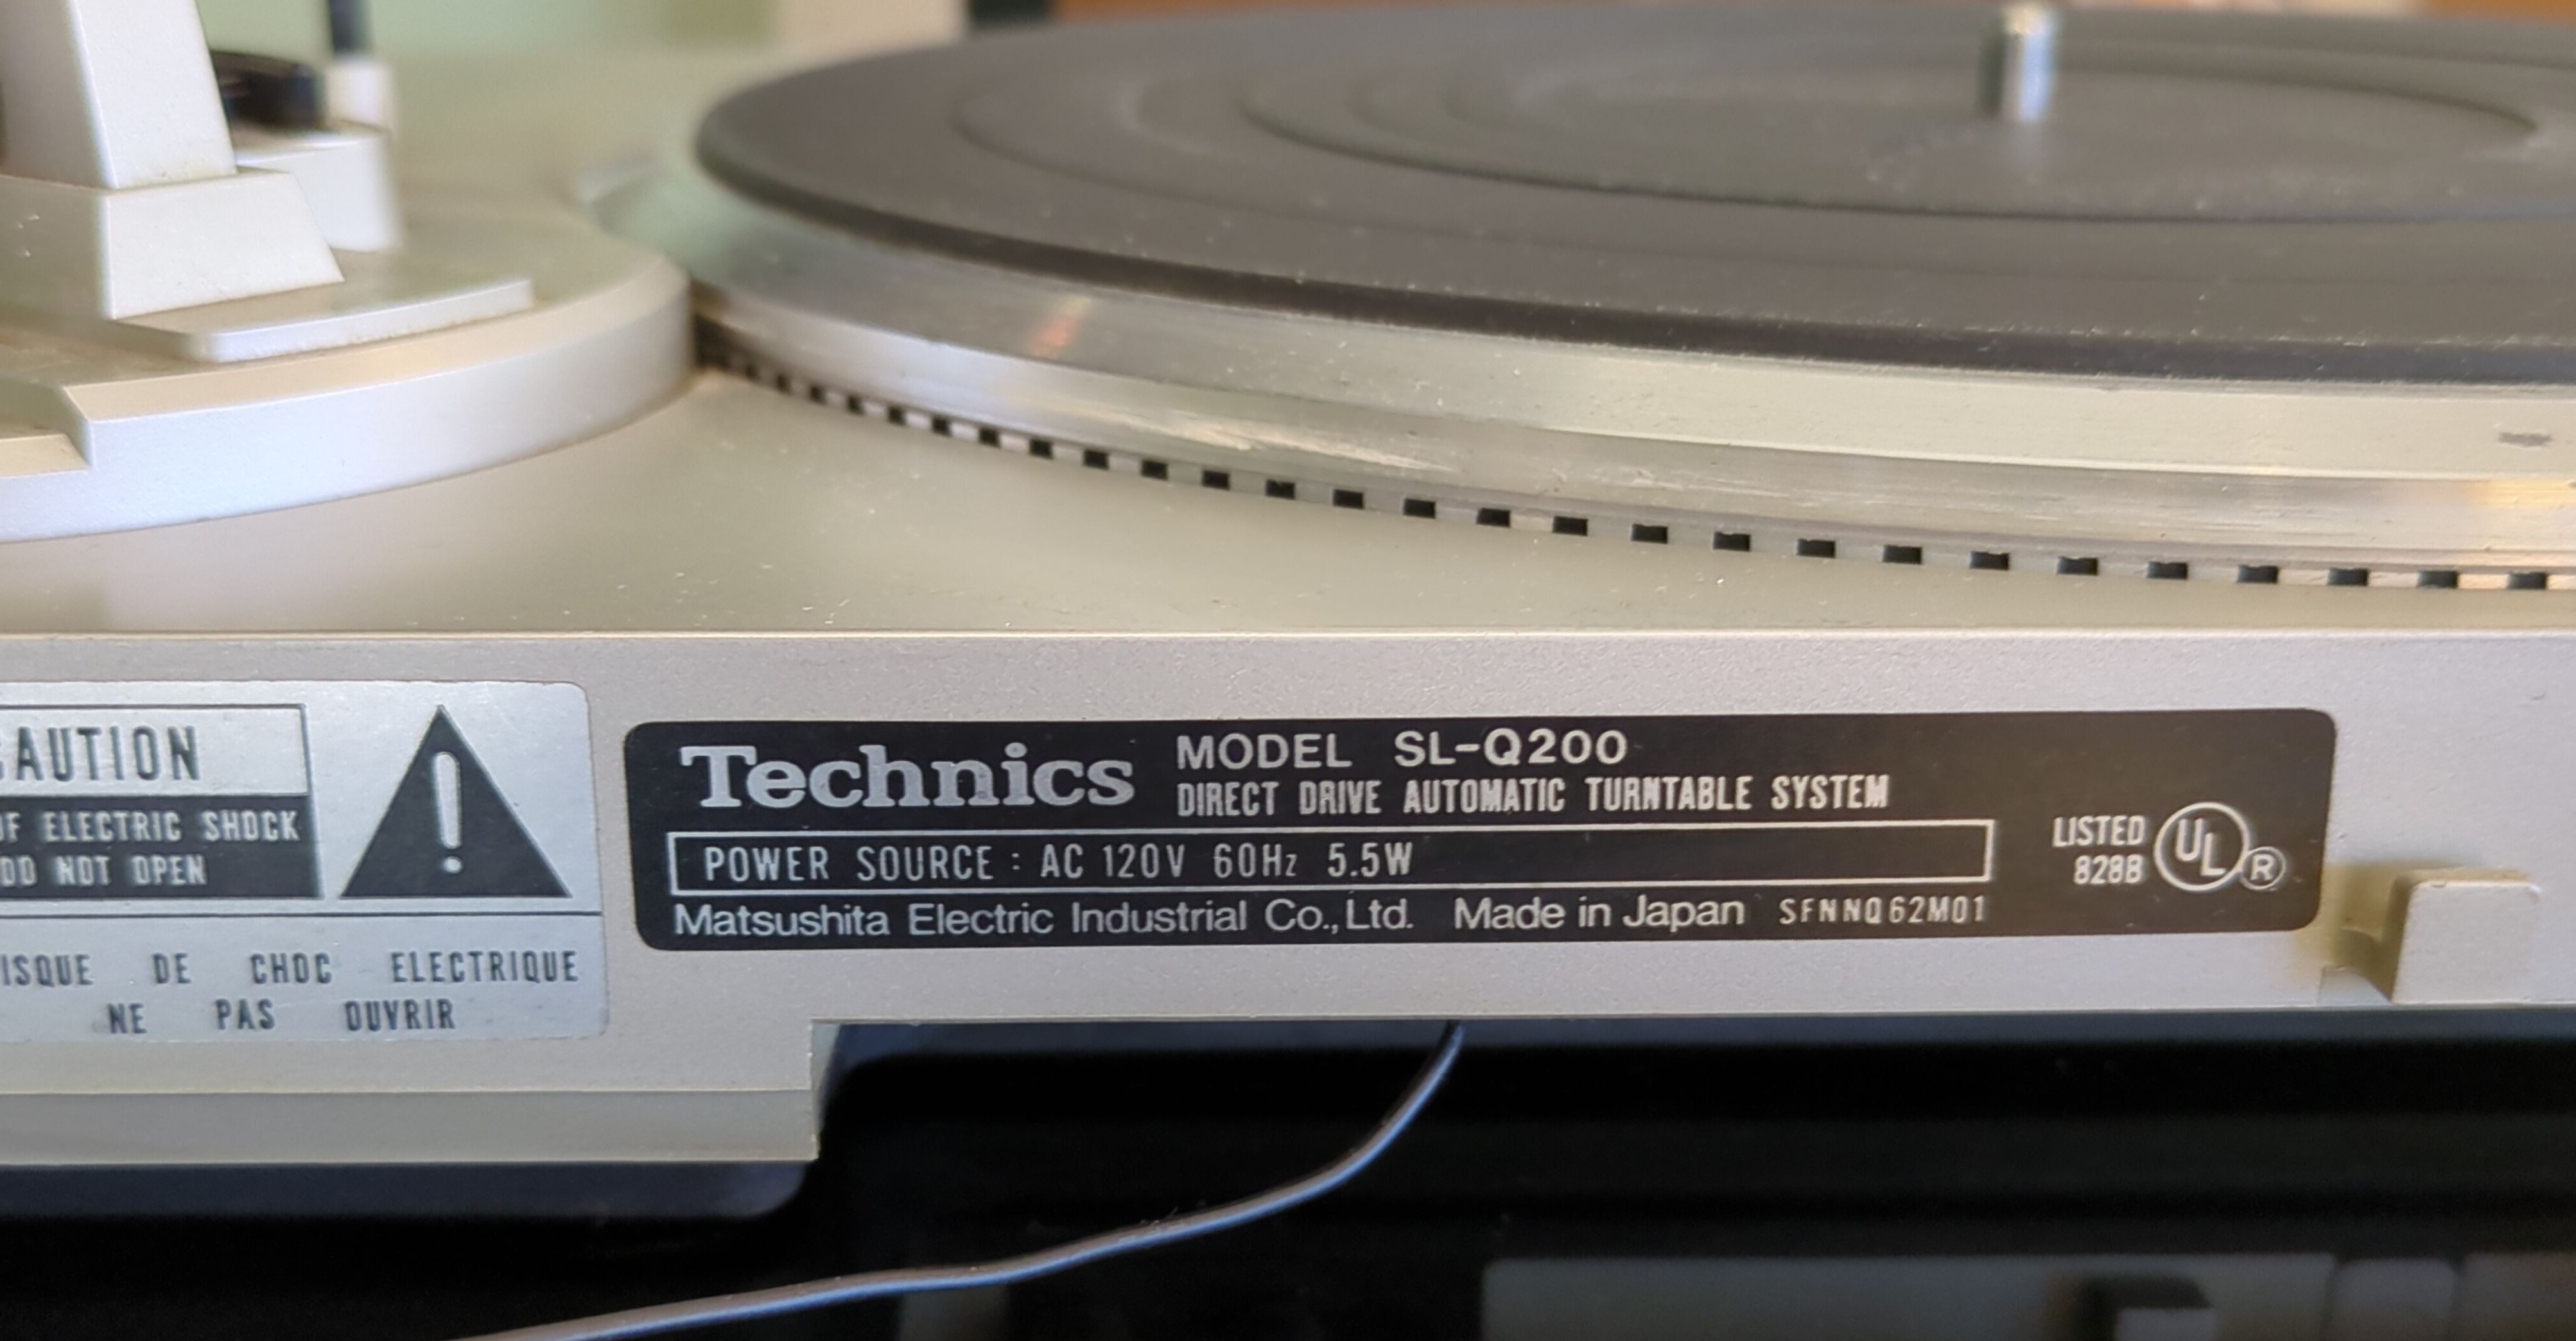 CAUTION
OF ELECTRIC SHOCK
DO NOT OPEN
DE CHOC ELECTRIQUE
NE PAS OUVRIR
Technics MODEL SL-Q200
DIRECT DRIVE AUTOMATIC TURNTABLE SYSTEM
POWER SOURCE : AC 120V 60Hz 5.5W
Matsushita Electric Industrial Co., Ltd. Made in Japan SFNNQ62M01
LISTED
828B
UL
R